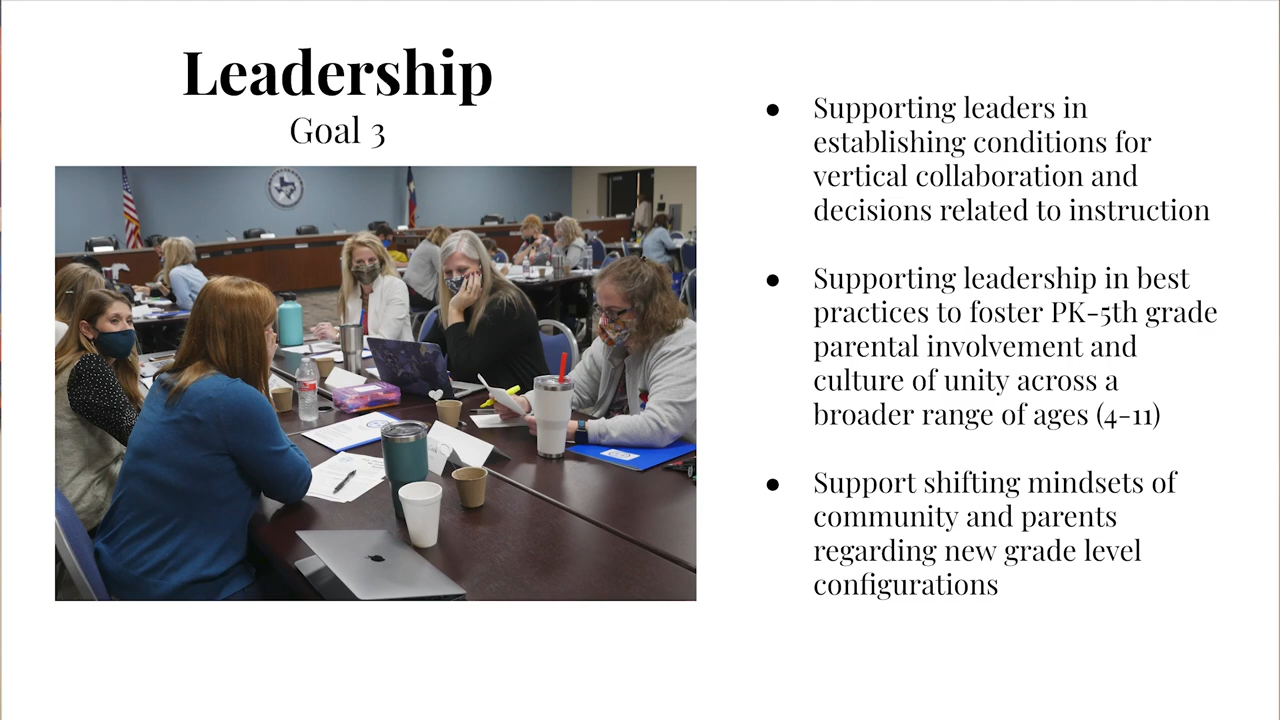 Leadership
Goal 3
● Supporting leaders in
establishing conditions for
vertical collaboration and
decisions related to instruction
● Supporting leadership in best
practices to foster PK-5th grade
parental involvement and
culture of unity across a
broader range of ages (4-11)
● Support shifting mindsets of
community and parents
regarding new grade level
configurations